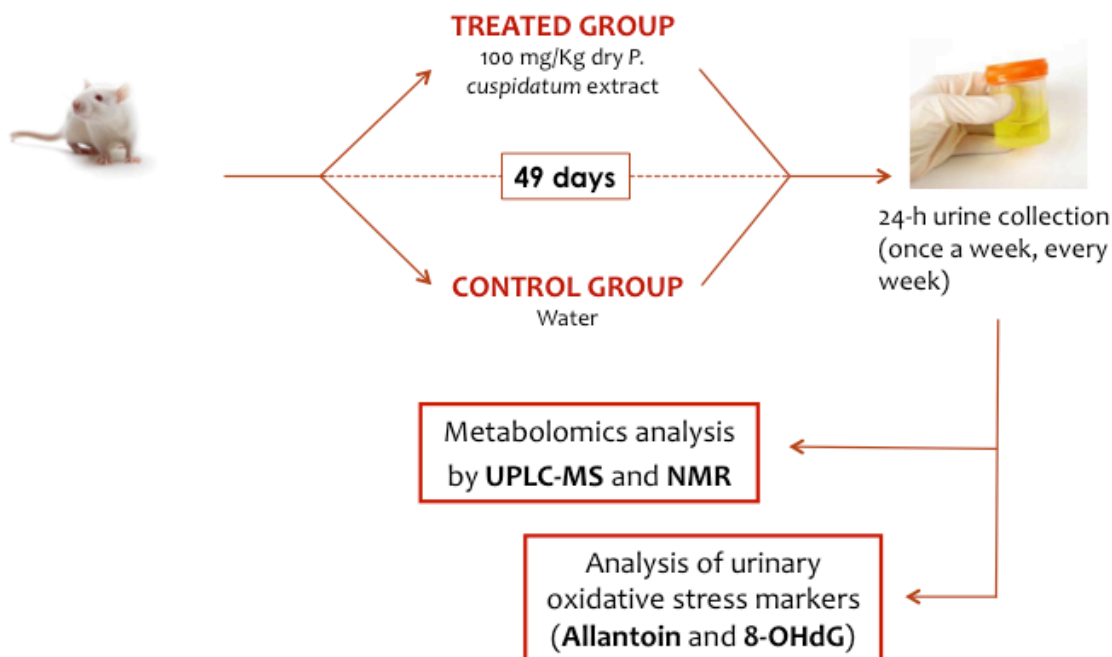 TREATED GROUP
100 mg/Kg dry P.
cuspidatum extract
49 days
CONTROL GROUP
Water
24-h urine collection
(once a week, every
week)
Metabolomics analysis
by UPLC-MS and NMR
Analysis of urinary
oxidative stress markers
(Allantoin and 8-OHdG)